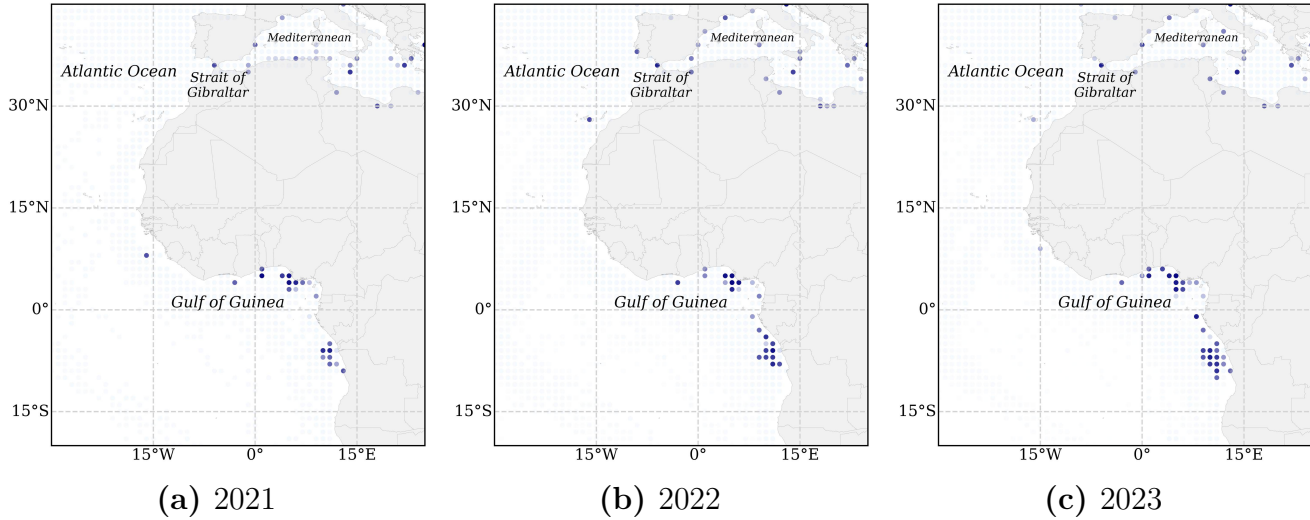 Mediterranean
Atlantic Ocean
Strait of
Gibraltar
30°N
15°N
Gulf of Guinea
0°
15°S
15°W
0°
15°E
(a) 2021
Mediterranean
Atlantic Ocean
Strait of
Gibraltar
30°N
15°N
Gulf of Guinea
0°
15°S
15°W
0°
15°E
(b) 2022
Mediterranean
Atlantic Ocean
Strait of
Gibraltar
30°N
15°N
Gulf of Guinea
0°
15°S
15°W
0°
15°E
(c) 2023